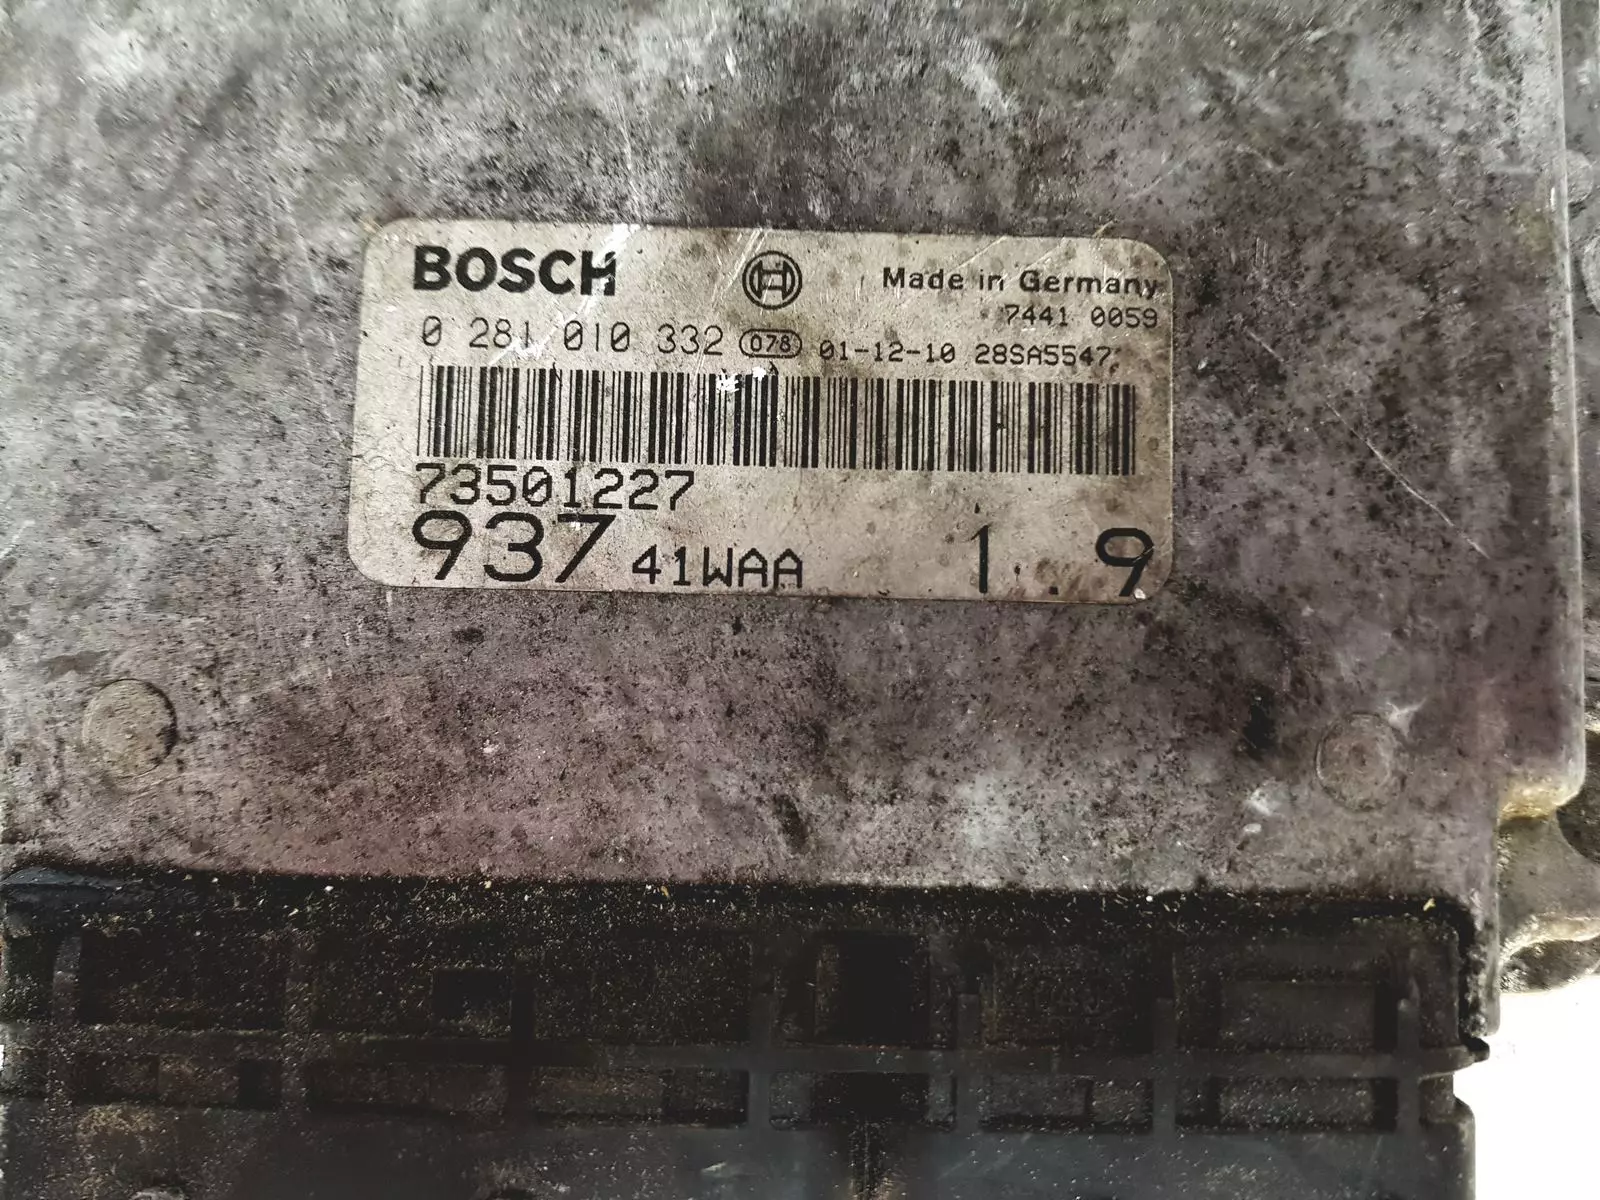 BOSCH Made in Germany
7441 0059
0 281 010 332 078 01-12-10 28SA5547
73501227
937 41WAA 1.9